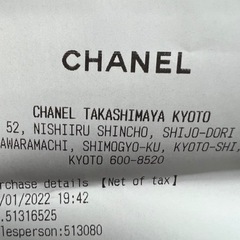 CHANEL
CHANEL TAKASHIMAYA KYOTO
52, NISHIIRU SHINCHO, SHIJO-DORI
AWARAMACHI, SHIMOGYO-KU, KYOTO-SHI,
KYOTO 600-8520
rchase details [Net of tax]
/01/2022 19:42
.51316525
lesperson:513080